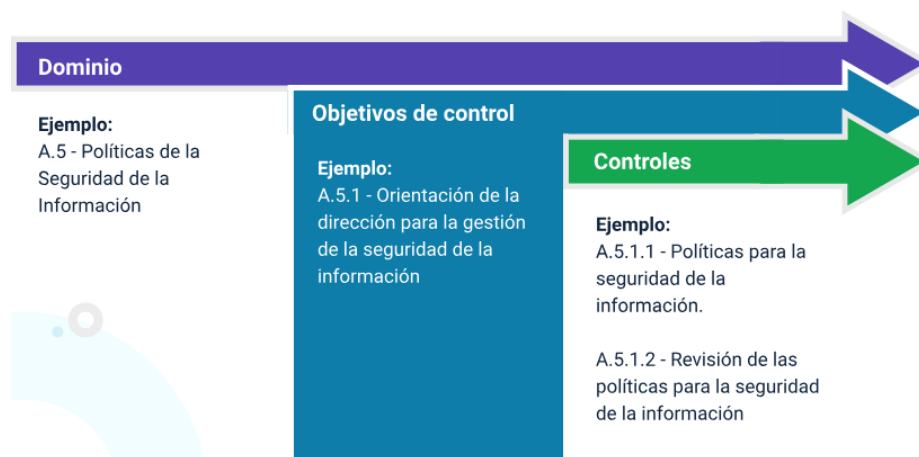 Dominio
Ejemplo:
A.5 - Políticas de la
Seguridad de la
Información
Objetivos de control
Ejemplo:
A.5.1 - Orientación de la
dirección para la gestión
de la seguridad de la
información
Controles
Ejemplo:
A.5.1.1 - Políticas para la
seguridad de la
información.
A.5.1.2 - Revisión de las
políticas para la seguridad
de la información